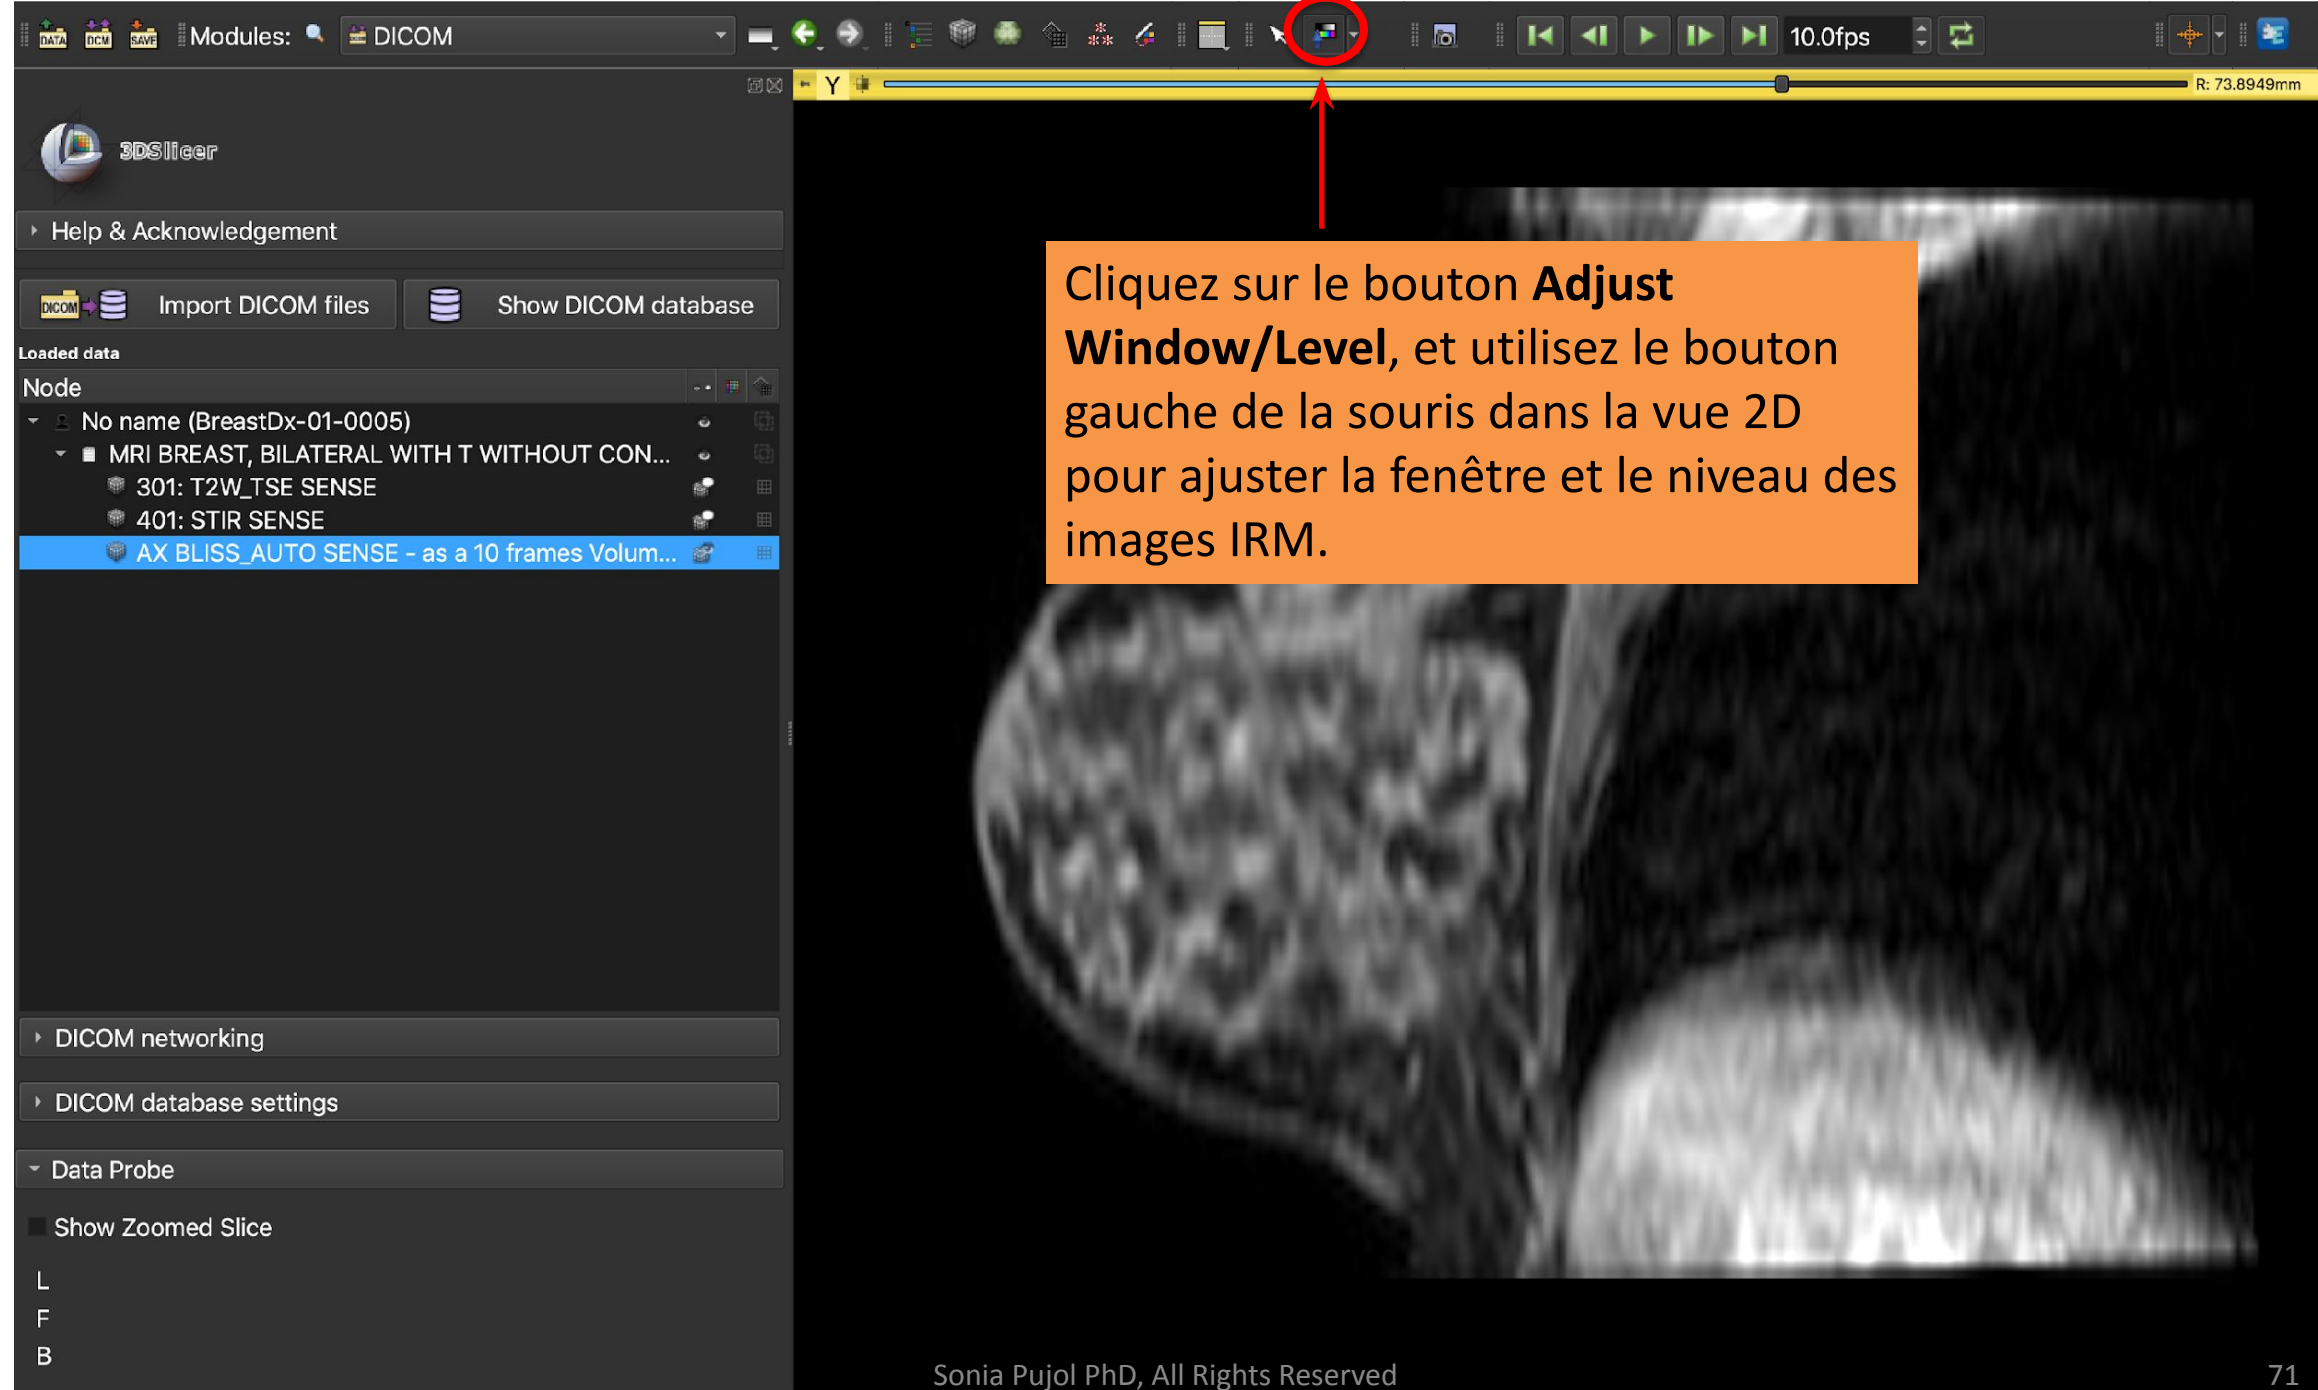 DATA DCM SAVE Modules: DICOM 10.0fps
Y R: 73.8949mm
3DSlicer
Help & Acknowledgement
DICOM Import DICOM files Show DICOM database
Loaded data
Node
No name (BreastDx-01-0005)
MRI BREAST, BILATERAL WITH T WITHOUT CON...
301: T2W_TSE SENSE
401: STIR SENSE
AX BLISS_AUTO SENSE - as a 10 frames Volum...
DICOM networking
DICOM database settings
Data Probe
Show Zoomed Slice
L
F
B
Cliquez sur le bouton Adjust
Window/Level, et utilisez le bouton
gauche de la souris dans la vue 2D
pour ajuster la fenêtre et le niveau des
images IRM.
Sonia Pujol PhD, All Rights Reserved
71